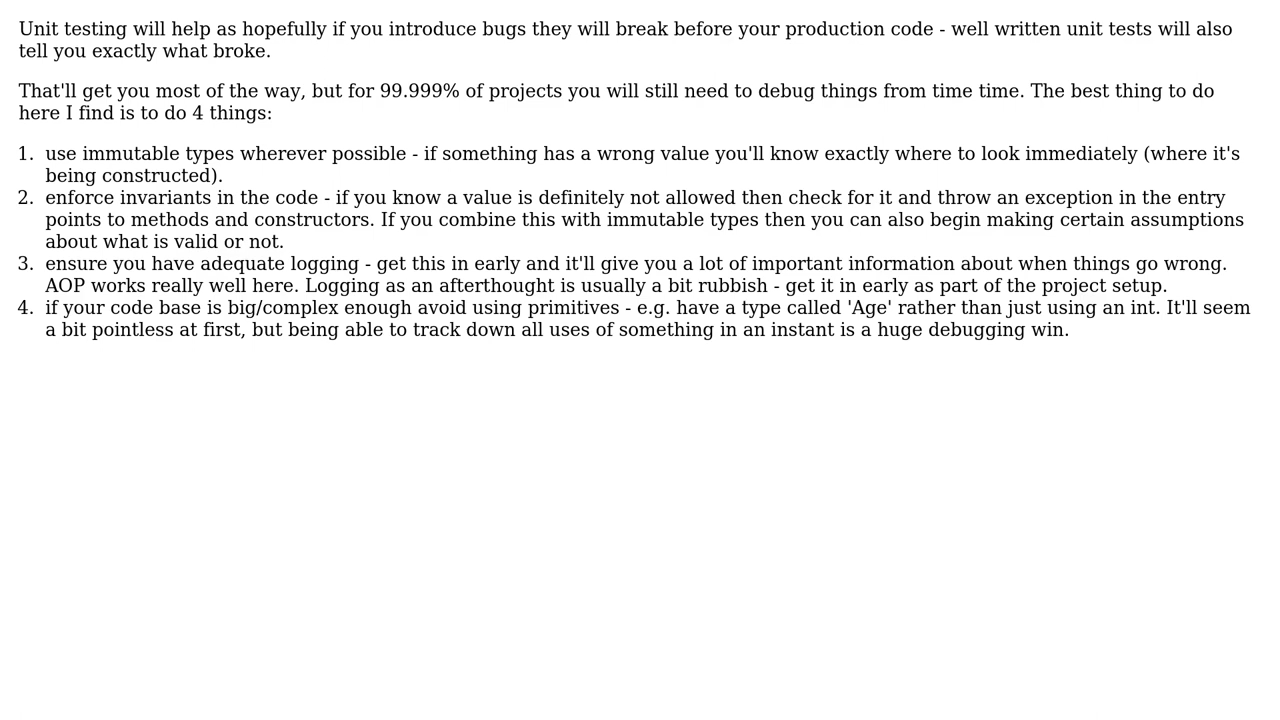 Unit testing will help as hopefully if you introduce bugs they will break before your production code - well written unit tests will also
tell you exactly what broke.
That'll get you most of the way, but for 99.999% of projects you will still need to debug things from time time. The best thing to do
here I find is to do 4 things:
1. use immutable types wherever possible - if something has a wrong value you'll know exactly where to look immediately (where it's
being constructed).
2. enforce invariants in the code - if you know a value is definitely not allowed then check for it and throw an exception in the entry
points to methods and constructors. If you combine this with immutable types then you can also begin making certain assumptions
about what is valid or not.
3. ensure you have adequate logging - get this in early and it'll give you a lot of important information about when things go wrong.
AOP works really well here. Logging as an afterthought is usually a bit rubbish - get it in early as part of the project setup.
4. if your code base is big/complex enough avoid using primitives - e.g. have a type called 'Age' rather than just using an int. It'll seem
a bit pointless at first, but being able to track down all uses of something in an instant is a huge debugging win.